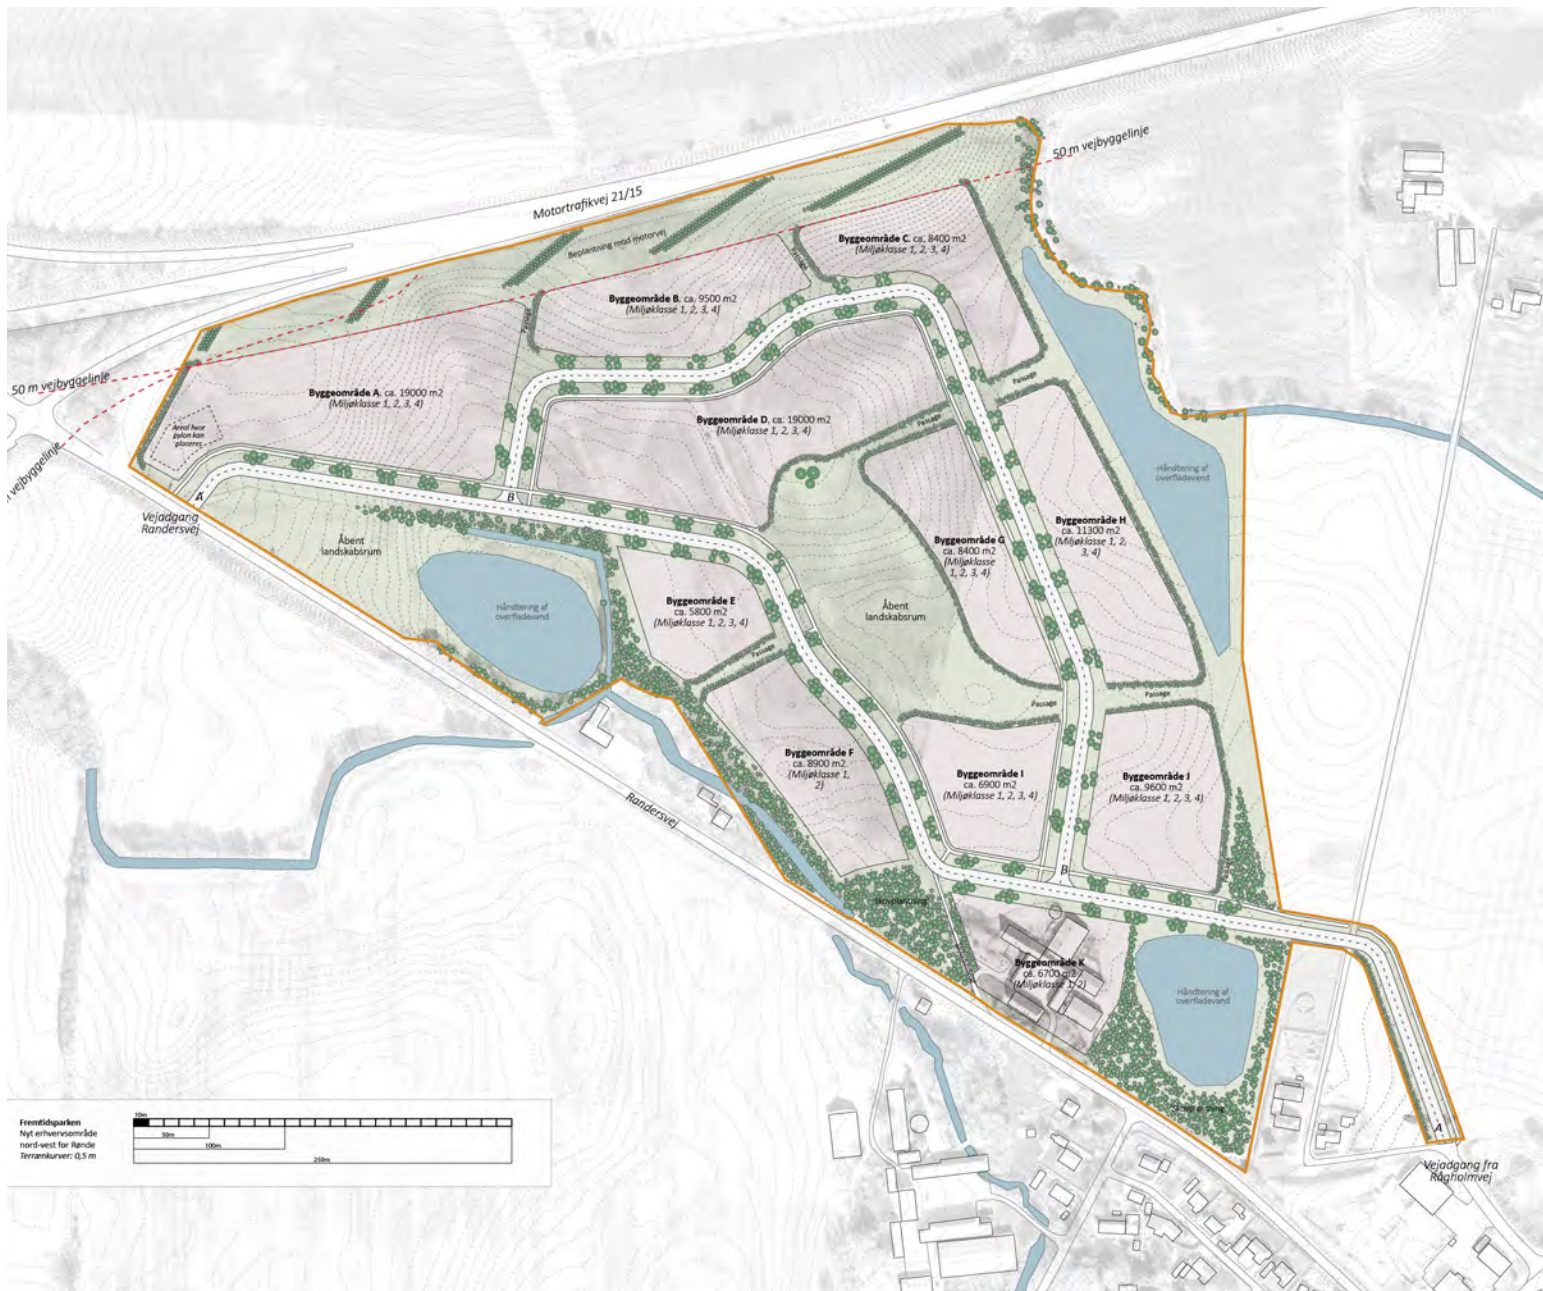 50 m vejbyggelinje
Motortrafikvej 21/15
Beplantning mod motorvej
Byggeområde C. ca. 8400 m2
(Miljøklasse 1, 2, 3, 4)
Passage
Byggeområde B. ca. 9500 m2
(Miljøklasse 1, 2, 3, 4)
Passage
50 m vejbyggelinje
Byggeområde A. ca. 19000 m2
(Miljøklasse 1, 2, 3, 4)
Passage
Areal hvor
pylon kan
placeres
Byggeområde D. ca. 19000 m2
(Miljøklasse 1, 2, 3, 4)
Passage
m vejbyggelinje
Håndtering af
overfladevand
A
B
Vejadgang
Randersvej
Åbent
landskabsrum
Byggeområde H
ca. 11300 m2
(Miljøklasse 1, 2,
3, 4)
Byggeområde G
ca. 8400 m2
(Miljøklasse
1, 2, 3, 4)
Håndtering af
overfladevand
Byggeområde E
ca. 5800 m2
(Miljøklasse 1, 2, 3, 4)
Åbent
landskabsrum
Passage
Passage
Passage
Byggeområde F
ca. 8900 m2
(Miljøklasse 1,
2)
Byggeområde I
ca. 6900 m2
(Miljøklasse 1, 2, 3, 4)
Byggeområde J
ca. 9600 m2
(Miljøklasse 1, 2, 3, 4)
Randersvej
B
Skovplantning
Byggeområde K
ca. 6700 m2
(Miljøklasse 1, 2)
Håndtering af
overfladevand
A
Vejadgang fra
Rågholmvej
Fremtidsparken
Nyt erhvervsområde
nord-vest for Rønde
Terrænkurver: 0,5 m
10m
50m
100m
250m